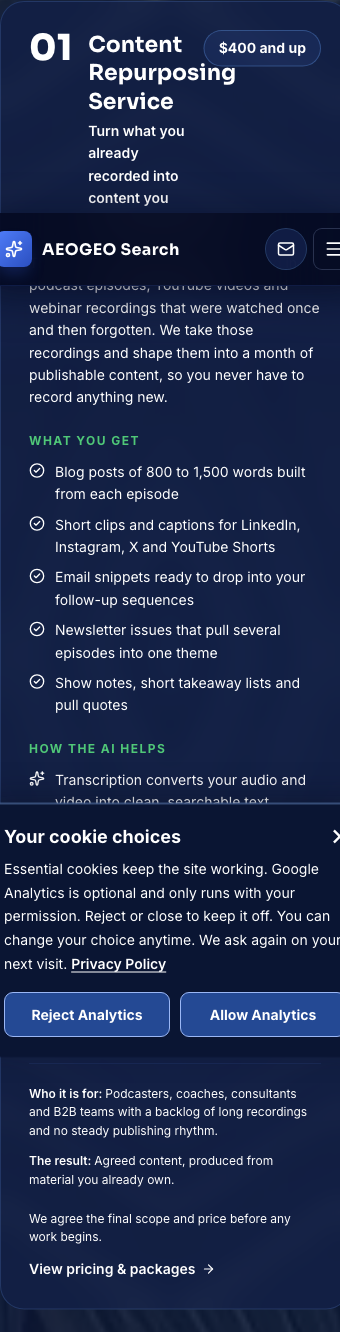 01
Content
Repurposing
Service
$400 and up
Turn what you
already
recorded into
content you
AEOGEO Search
podcast episodes, YouTube videos and
webinar recordings that were watched once
and then forgotten. We take those
recordings and shape them into a month of
publishable content, so you never have to
record anything new.
WHAT YOU GET
Blog posts of 800 to 1,500 words built
from each episode
Short clips and captions for LinkedIn,
Instagram, X and YouTube Shorts
Email snippets ready to drop into your
follow-up sequences
Newsletter issues that pull several
episodes into one theme
Show notes, short takeaway lists and
pull quotes
HOW THE AI HELPS
Transcription converts your audio and
video into clean, searchable text
Your cookie choices
Essential cookies keep the site working. Google
Analytics is optional and only runs with your
permission. Reject or close to keep it off. You can
change your choice anytime. We ask again on your
next visit. Privacy Policy
Reject Analytics
Allow Analytics
Who it is for: Podcasters, coaches, consultants
and B2B teams with a backlog of long recordings
and no steady publishing rhythm.
The result: Agreed content, produced from
material you already own.
We agree the final scope and price before any
work begins.
View pricing & packages →